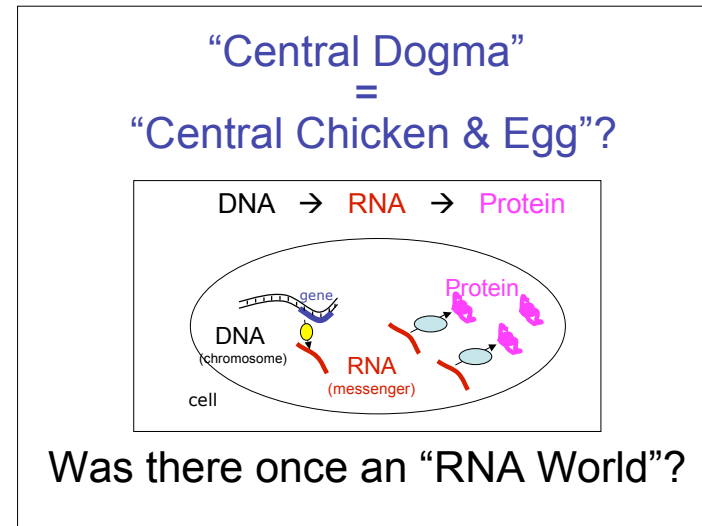 “Central Dogma”
=
“Central Chicken & Egg”?
DNA → RNA → Protein
gene
Protein
DNA
(chromosome)
RNA
(messenger)
cell
Was there once an “RNA World”?